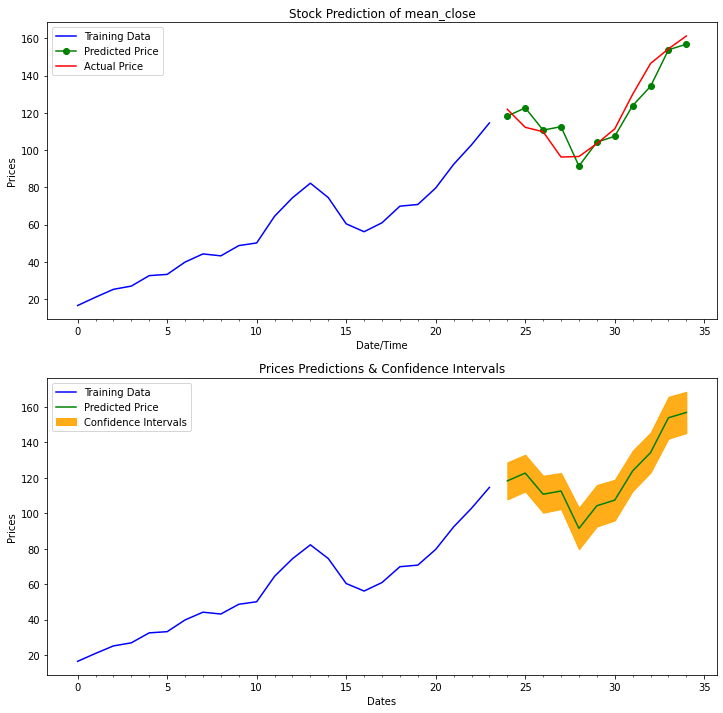 Stock Prediction of mean_close
Training Data
Predicted Price
Actual Price
160
140
120
100
80
60
40
20
Prices
0 5 10 15 20 25 30 35
Date/Time
Prices Predictions & Confidence Intervals
Training Data
Predicted Price
Confidence Intervals
160
140
120
100
80
60
40
20
Prices
0 5 10 15 20 25 30 35
Dates